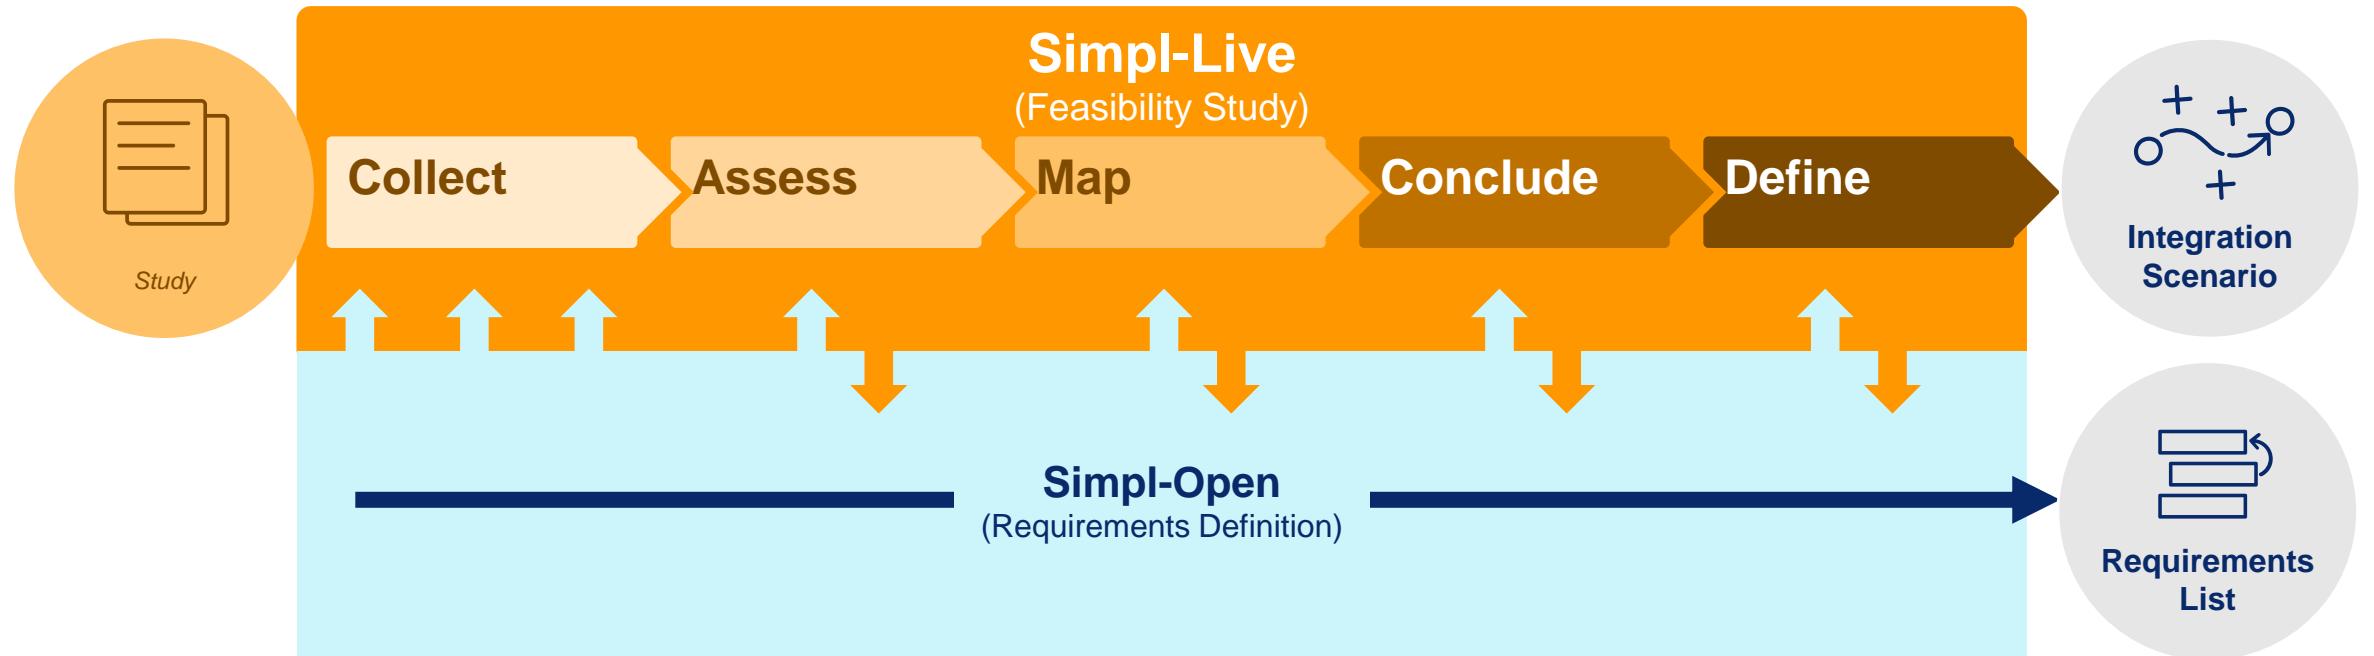 Simpl-Live
(Feasibility Study)
Collect
Assess
Map
Conclude
Define
Study
Integration
Scenario
Simpl-Open
(Requirements Definition)
Requirements
List